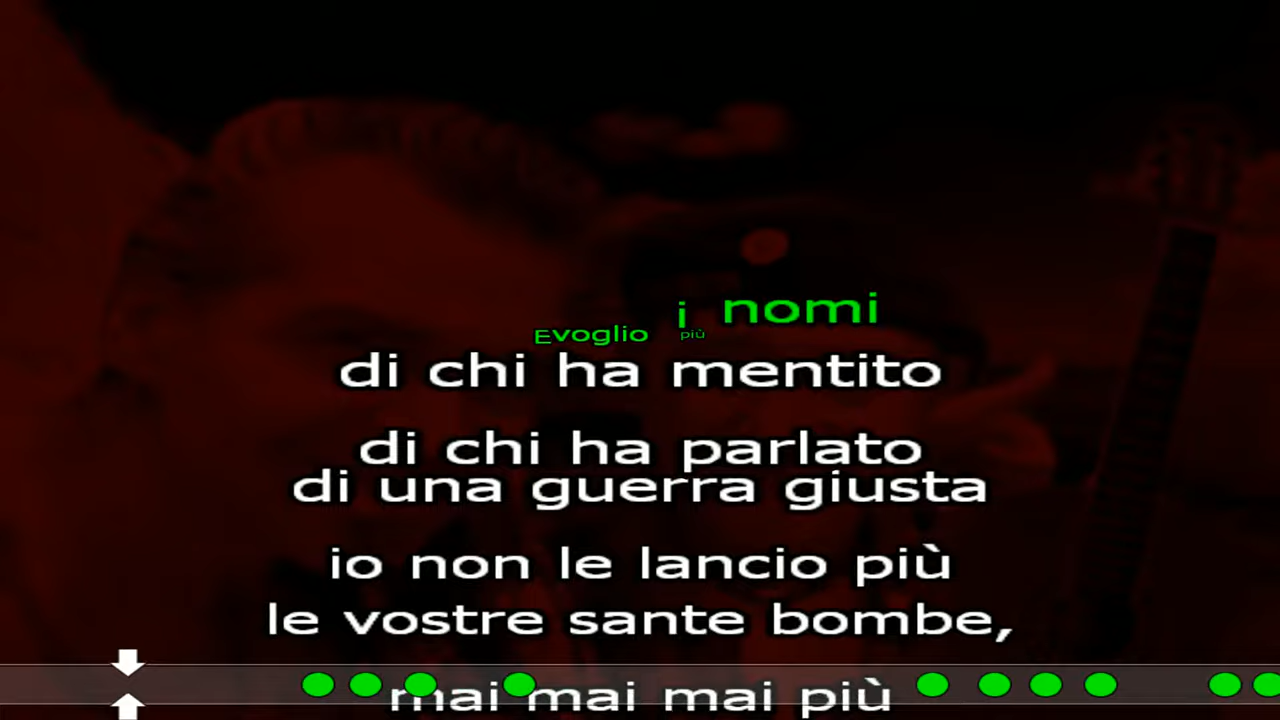 E voglio i nomi
più
di chi ha mentito
di chi ha parlato
di una guerra giusta
io non le lancio più
le vostre sante bombe,
mai mai mai più